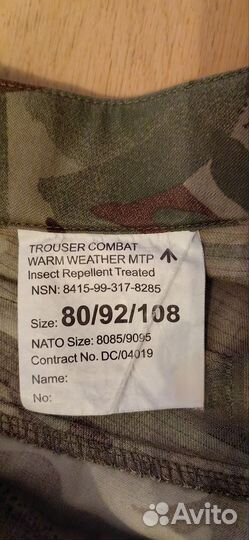 TROUSER COMBAT
WARM WEATHER MTP
Insect Repellent Treated
NSN: 8415-99-317-8285
Size: 80/92/108
NATO Size: 8085/9095
Contract No. DC/04019
Name:
No:
Avito